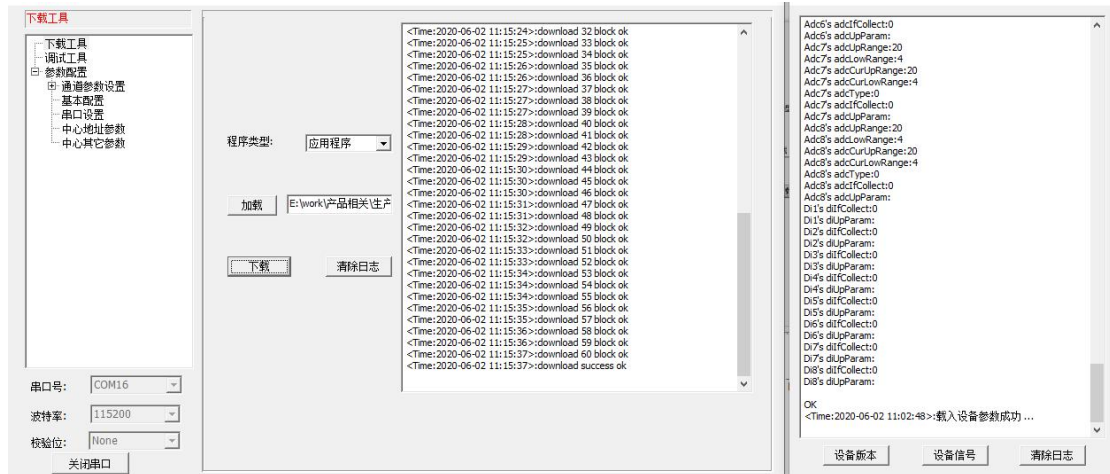 下载工具
下载工具
调试工具
参数配置
通道参数设置
基本配置
串口设置
中心地址参数
中心其它参数
串口号:
COM16
波特率:
115200
校验位:
None
关闭串口
程序类型:
应用程序
加载
E:\work\产品相关\生产
下载
清除日志
<Time:2020-06-02 11:15:24>:download 32 block ok
<Time:2020-06-02 11:15:25>:download 33 block ok
<Time:2020-06-02 11:15:25>:download 34 block ok
<Time:2020-06-02 11:15:26>:download 35 block ok
<Time:2020-06-02 11:15:26>:download 36 block ok
<Time:2020-06-02 11:15:27>:download 37 block ok
<Time:2020-06-02 11:15:27>:download 38 block ok
<Time:2020-06-02 11:15:27>:download 39 block ok
<Time:2020-06-02 11:15:28>:download 40 block ok
<Time:2020-06-02 11:15:28>:download 41 block ok
<Time:2020-06-02 11:15:29>:download 42 block ok
<Time:2020-06-02 11:15:29>:download 43 block ok
<Time:2020-06-02 11:15:30>:download 44 block ok
<Time:2020-06-02 11:15:30>:download 45 block ok
<Time:2020-06-02 11:15:30>:download 46 block ok
<Time:2020-06-02 11:15:31>:download 47 block ok
<Time:2020-06-02 11:15:31>:download 48 block ok
<Time:2020-06-02 11:15:32>:download 49 block ok
<Time:2020-06-02 11:15:32>:download 50 block ok
<Time:2020-06-02 11:15:33>:download 51 block ok
<Time:2020-06-02 11:15:33>:download 52 block ok
<Time:2020-06-02 11:15:34>:download 53 block ok
<Time:2020-06-02 11:15:34>:download 54 block ok
<Time:2020-06-02 11:15:34>:download 55 block ok
<Time:2020-06-02 11:15:35>:download 56 block ok
<Time:2020-06-02 11:15:35>:download 57 block ok
<Time:2020-06-02 11:15:36>:download 58 block ok
<Time:2020-06-02 11:15:36>:download 59 block ok
<Time:2020-06-02 11:15:37>:download 60 block ok
<Time:2020-06-02 11:15:37>:download success ok
Adc6's adcIfCollect:0
Adc6's adcUpParam:
Adc7's adcUpRange:20
Adc7's adcLowRange:4
Adc7's adcCurUpRange:20
Adc7's adcCurLowRange:4
Adc7's adcType:0
Adc7's adcIfCollect:0
Adc7's adcUpParam:
Adc8's adcUpRange:20
Adc8's adcLowRange:4
Adc8's adcCurUpRange:20
Adc8's adcCurLowRange:4
Adc8's adcType:0
Adc8's adcIfCollect:0
Adc8's adcUpParam:
Di1's diIfCollect:0
Di1's diUpParam:
Di2's diIfCollect:0
Di2's diUpParam:
Di3's diIfCollect:0
Di3's diUpParam:
Di4's diIfCollect:0
Di4's diUpParam:
Di5's diIfCollect:0
Di5's diUpParam:
Di6's diIfCollect:0
Di6's diUpParam:
Di7's diIfCollect:0
Di7's diUpParam:
Di8's diIfCollect:0
Di8's diUpParam:
OK
<Time:2020-06-02 11:02:48>:载入设备参数成功 ...
设备版本
设备信号
清除日志